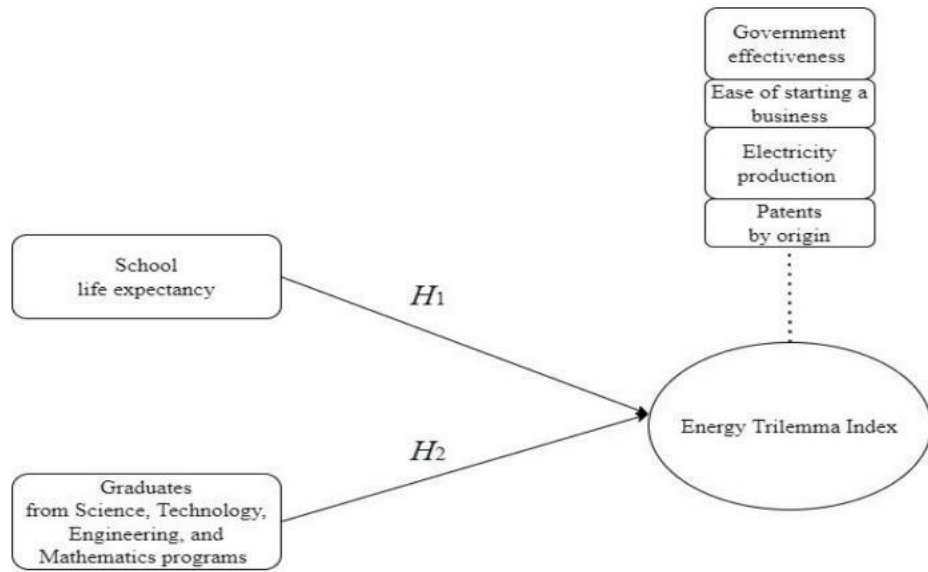 Government
effectiveness
Ease of starting a
business
Electricity
production
Patents
by origin
School
life expectancy
H1
Energy Trilemma Index
H2
Graduates
from Science, Technology,
Engineering, and
Mathematics programs